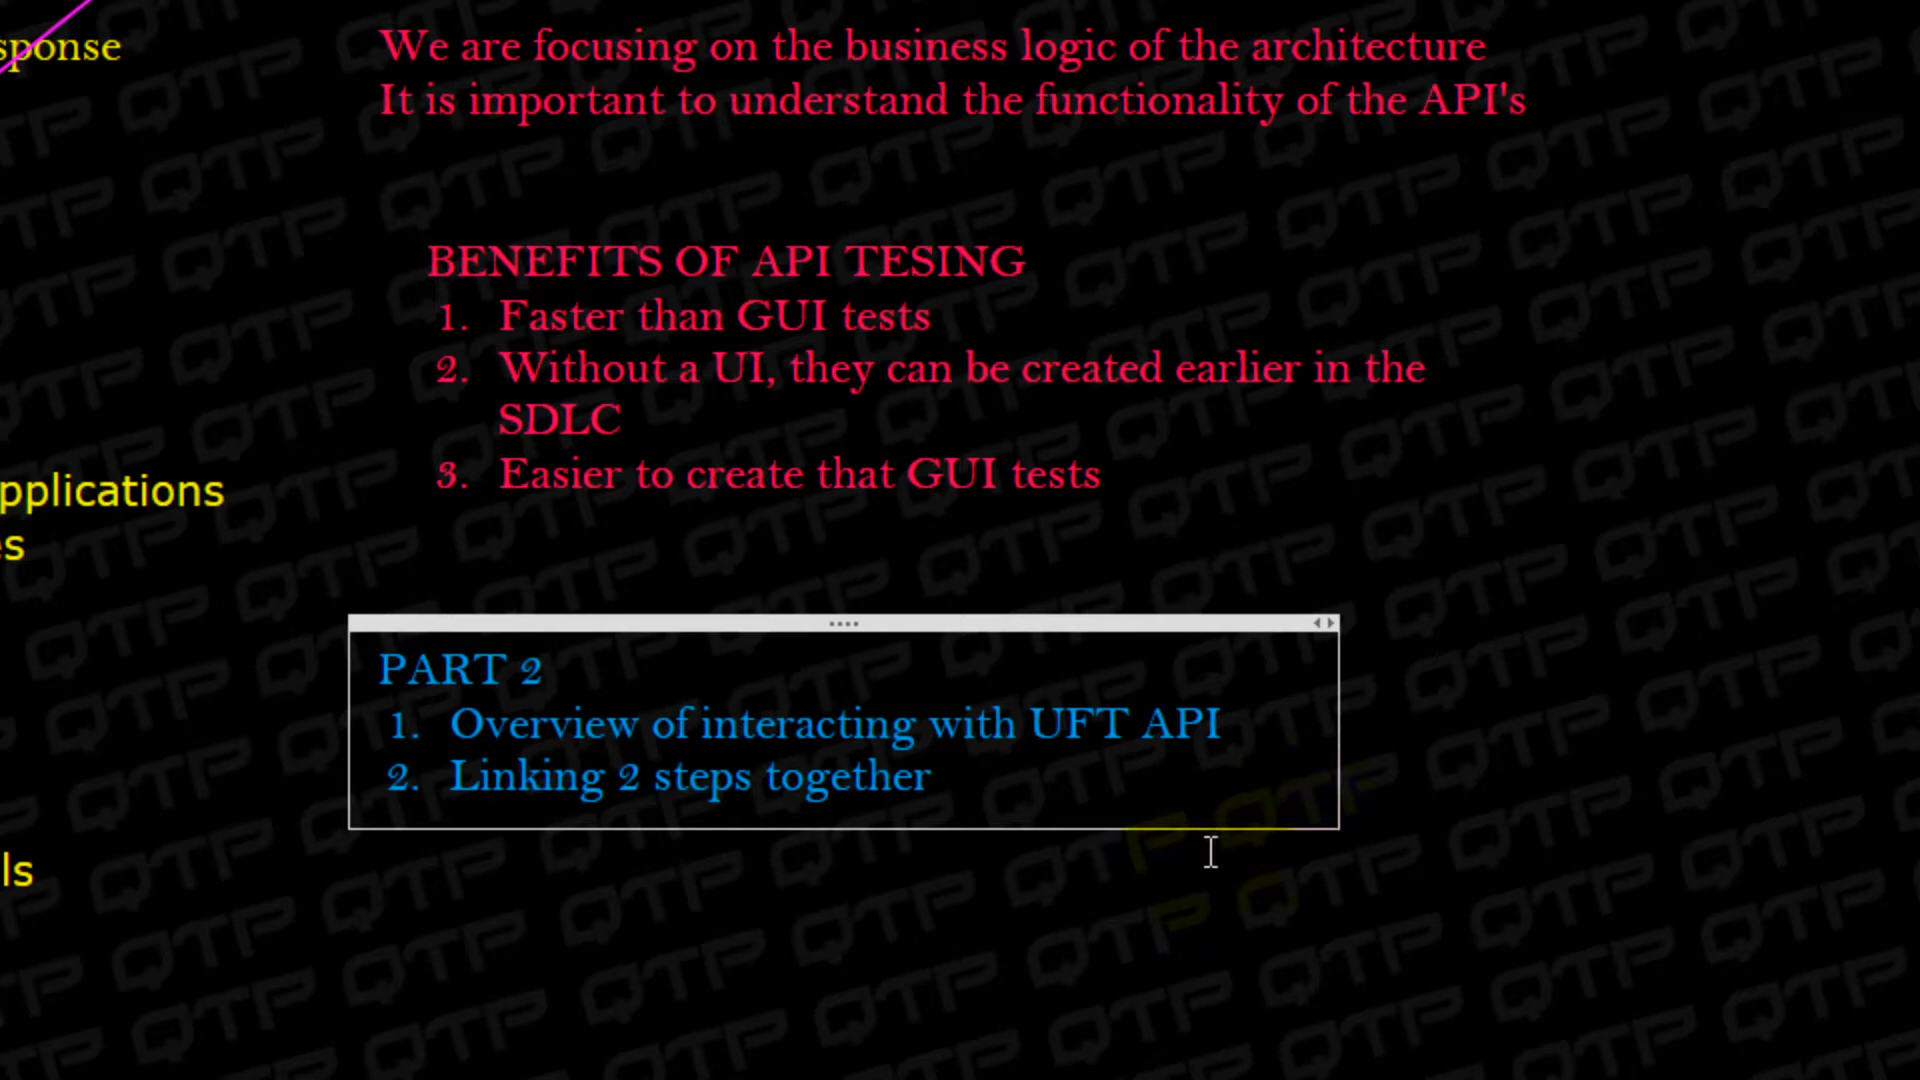 sponse
We are focusing on the business logic of the architecture
It is important to understand the functionality of the API's
BENEFITS OF API TESING
1. Faster than GUI tests
2. Without a UI, they can be created earlier in the
SDLC
3. Easier to create that GUI tests
pplications
es
PART 2
1. Overview of interacting with UFT API
2. Linking 2 steps together
ls